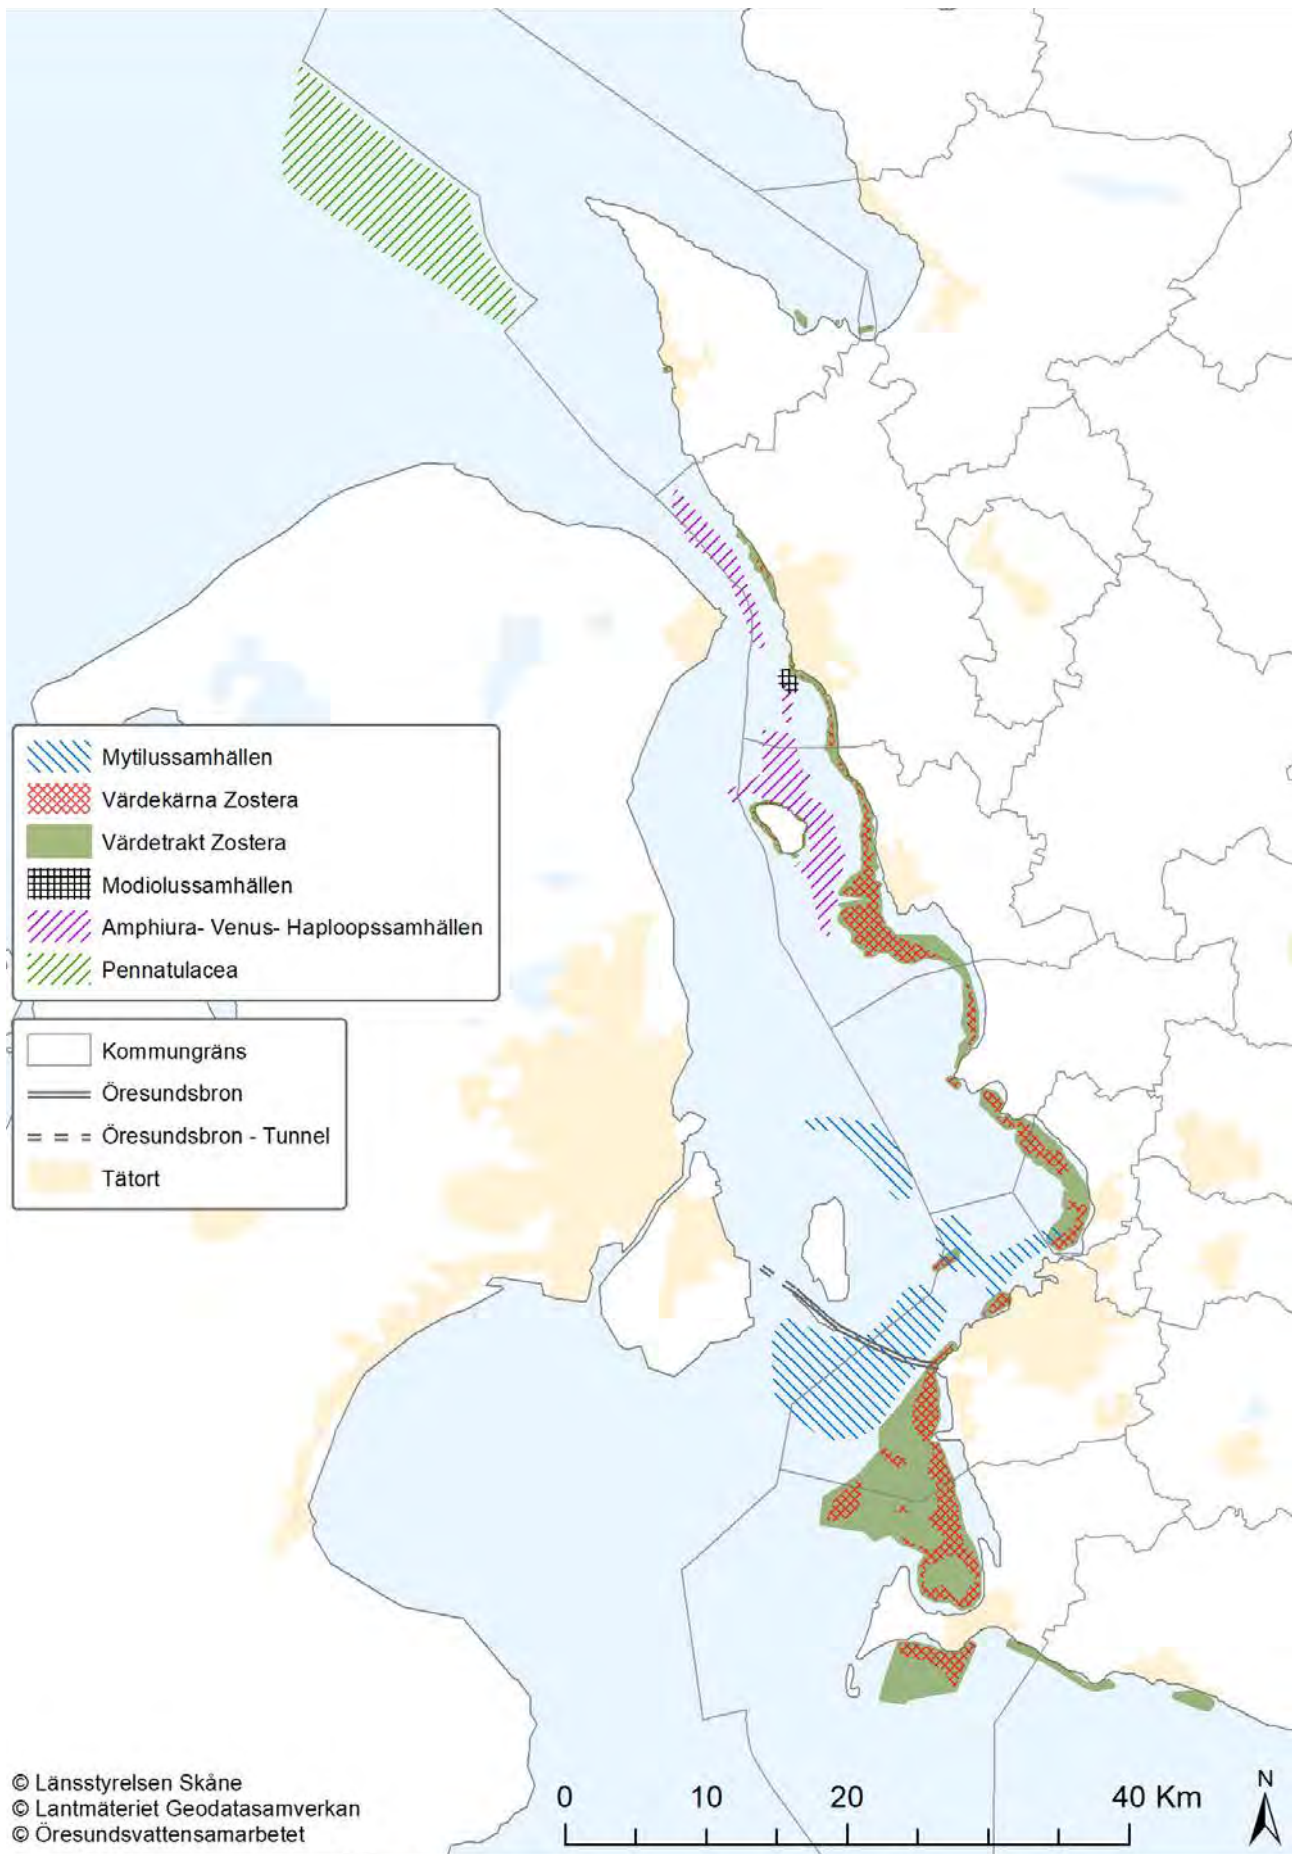 Mytilussamhällen
Värdekärna Zostera
Värdetrakt Zostera
Modiolussamhällen
Amphiura- Venus- Haploopssamhällen
Pennatulacea
Kommungräns
Öresundsbron
Öresundsbron - Tunnel
Tätort
© Länsstyrelsen Skåne
© Lantmäteriet Geodatasamverkan
© Öresundsvattensamarbetet
0 10 20 40 Km
N